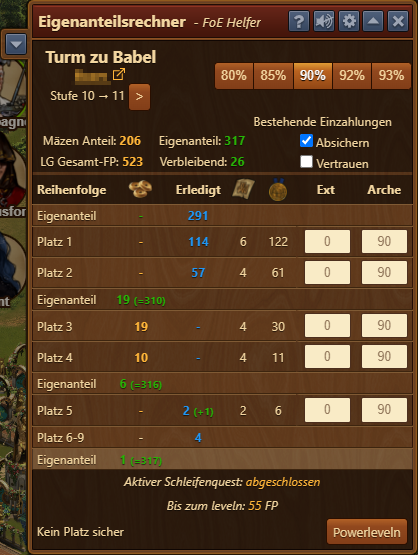 Eigenanteilsrechner - FoE Helfer ?
Turm zu Babel
Stufe 10 → 11 >
80% 85% 90% 92% 93%
Bestehende Einzahlungen
Mäzen Anteil: 206 Eigenanteil: 317 Absichern
LG Gesamt-FP: 523 Verbleibend: 26 Vertrauen
Reihenfolge Erledigt Ext Arche
Eigenanteil - 291
Platz 1 - 114 6 122 0 90
Platz 2 - 57 4 61 0 90
Eigenanteil 19 (=310)
Platz 3 19 - 4 30 0 90
Platz 4 10 - 4 11 0 90
Eigenanteil 6 (=316)
Platz 5 - 2 (+1) 2 6 0 90
Platz 6-9 - 4
Eigenanteil 1 (=317)
Aktiver Schleifenquest: abgeschlossen
Bis zum leveln: 55 FP
Kein Platz sicher Powerleveln